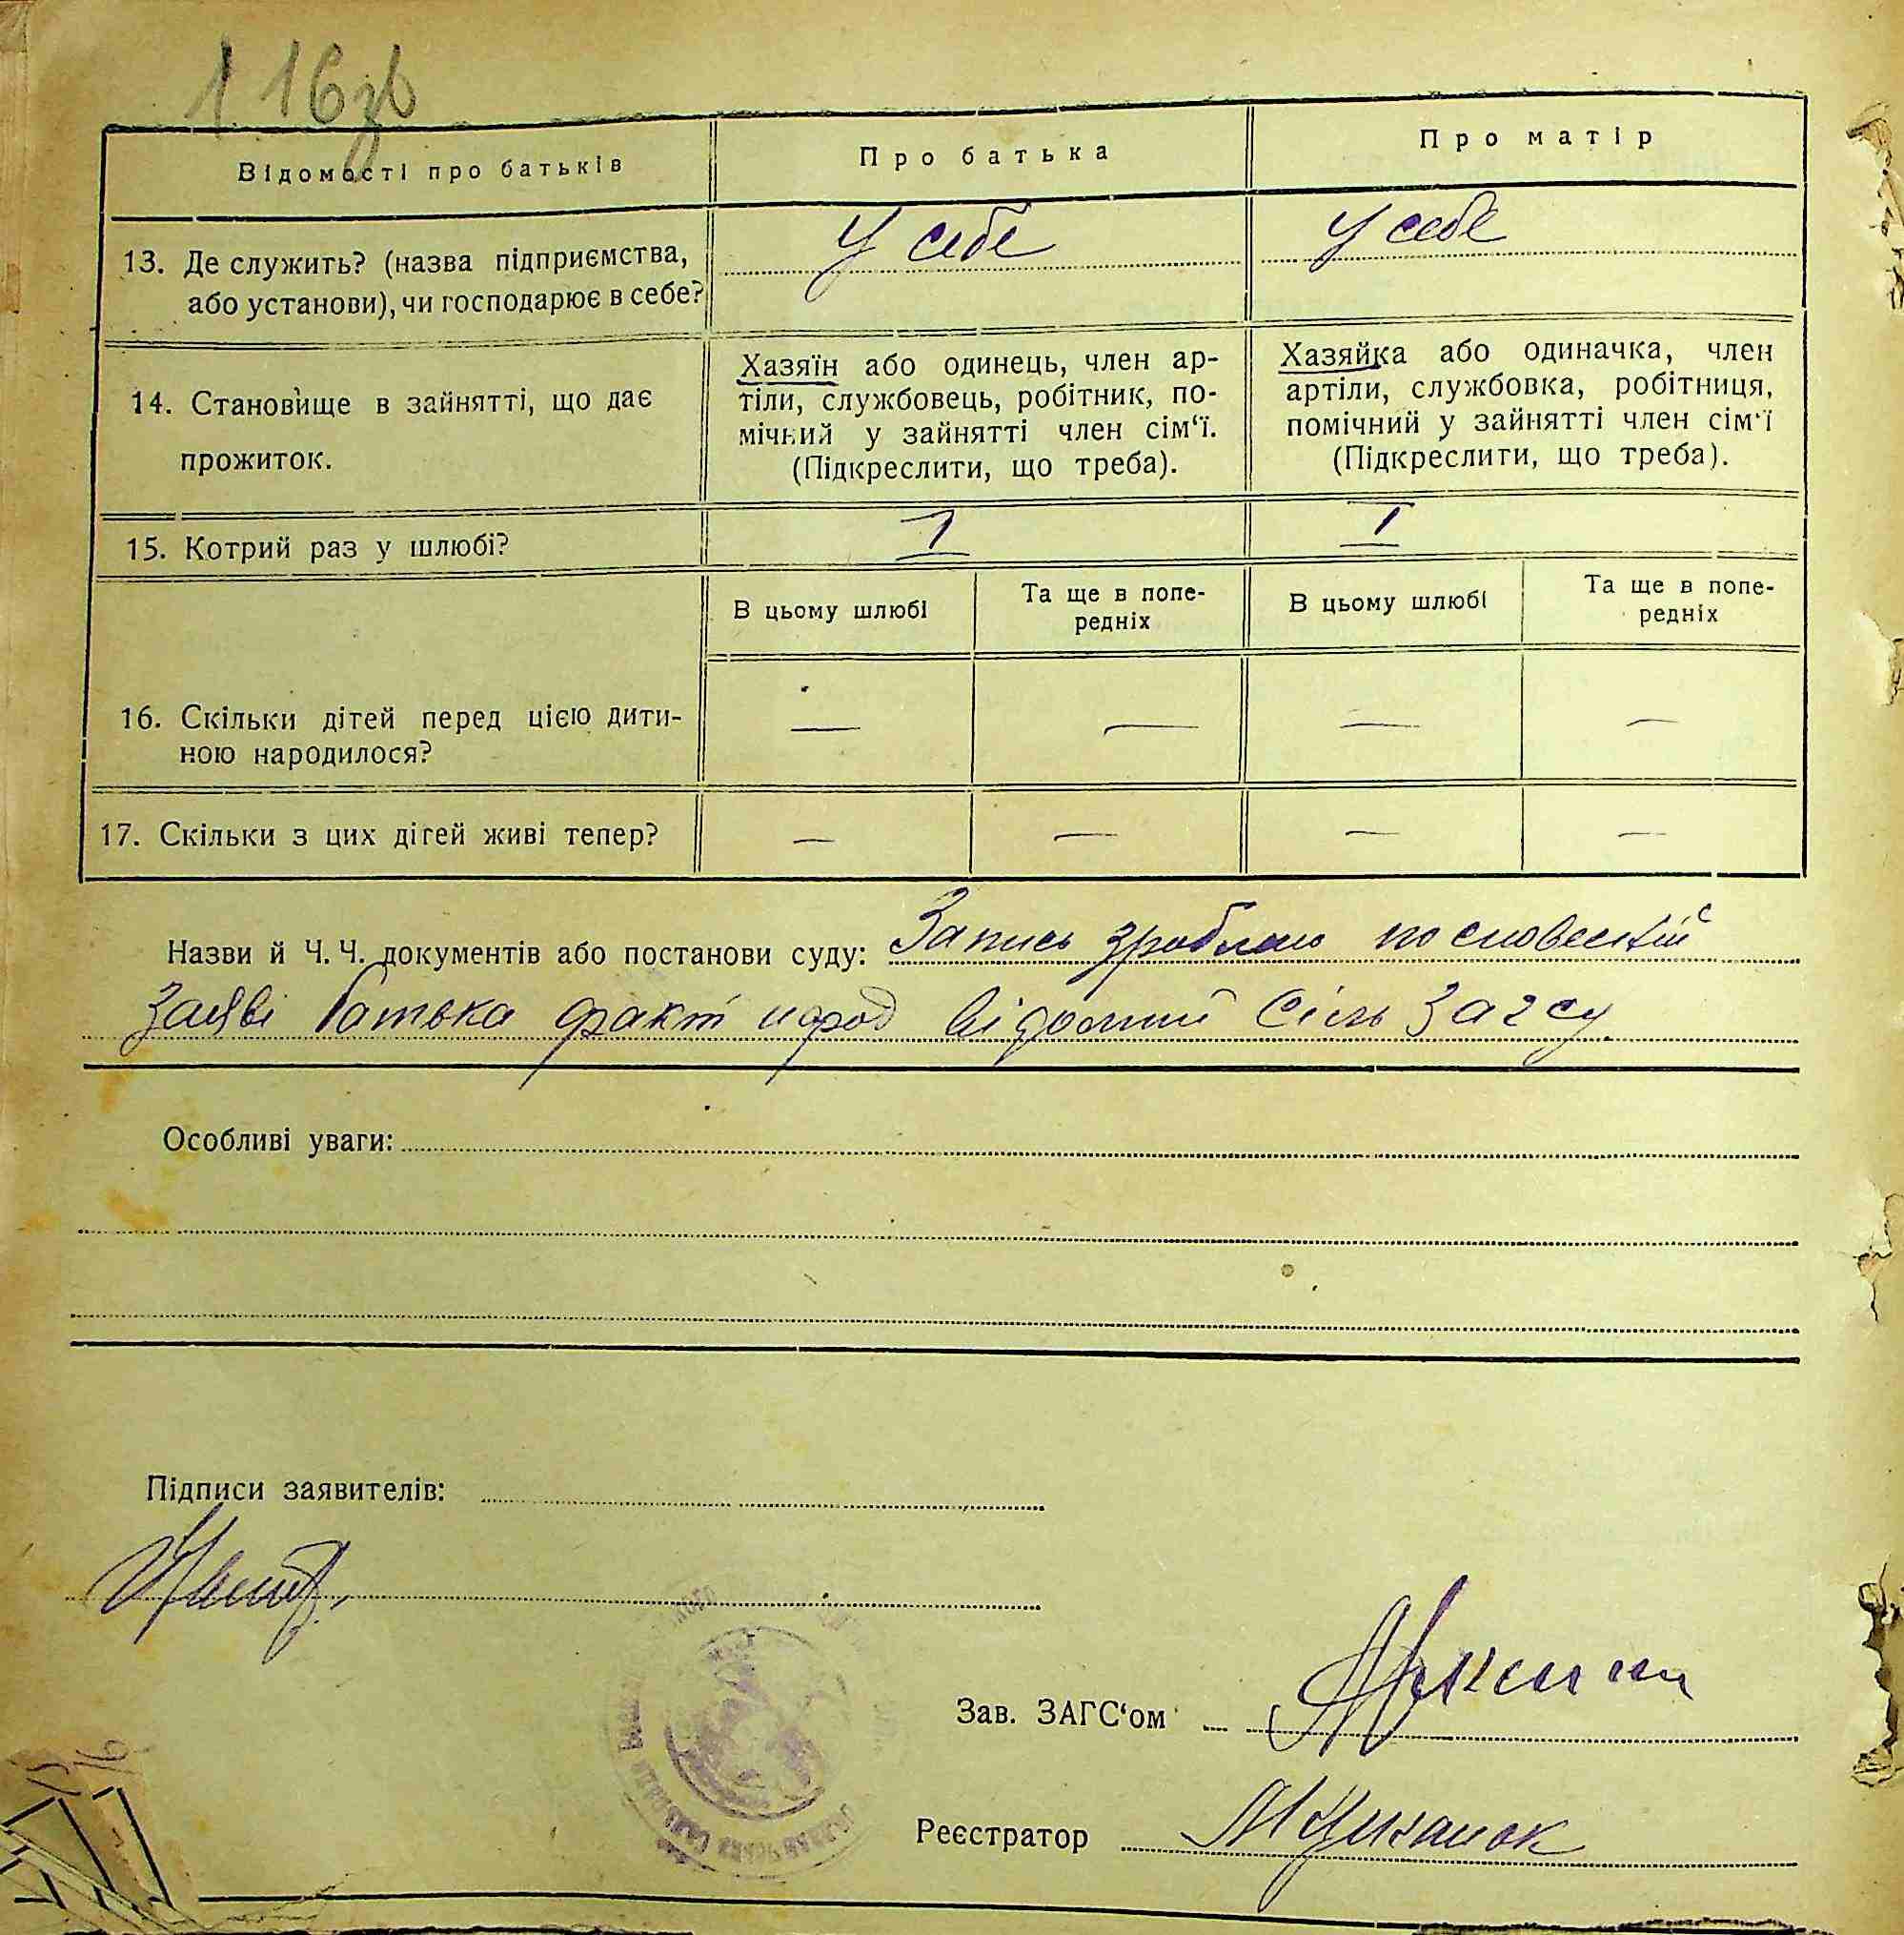 116зв
Відомості про батьків
Про батька
Про матір
13. Де служить? (назва підприємства,
або установи), чи господарює в себе?
У себе
У себе
14. Становище в зайнятті, що дає
прожиток.
Хазяїн або одинець, член ар-
тіли, службовець, робітник, по-
мічний у зайнятті член сім‘ї.
(Підкреслити, що треба).
Хазяйка або одиначка, член
артіли, службовка, робітниця,
помічний у зайнятті член сім‘ї
(Підкреслити, що треба).
15. Котрий раз у шлюбі?
1
1
В цьому шлюбі
Та ще в попе-
редніх
В цьому шлюбі
Та ще в попе-
редніх
16. Скільки дітей перед цією дити-
ною народилося?
—
—
—
—
17. Скільки з цих дітей живі тепер?
—
—
—
—
Назви й Ч. Ч. документів або постанови суду: Запись зроблено по словесній
заяві батька факт народ відомий Сіль Загсу
Особливі уваги:
Підписи заявителів:
Зав. ЗАГС‘ом
Реєстратор